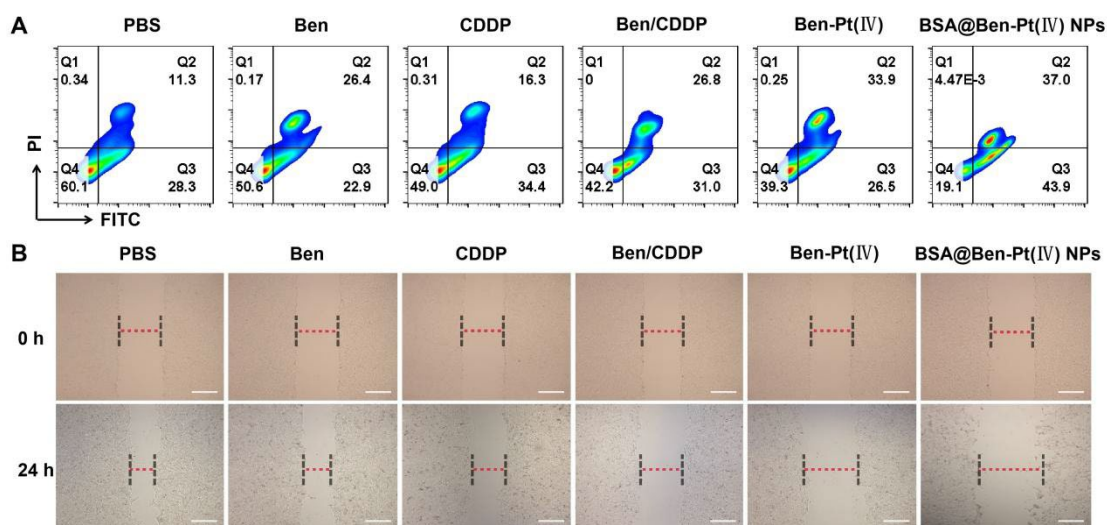 A
PBS Ben CDDP Ben/CDDP Ben-Pt(Ⅳ) BSA@Ben-Pt(Ⅳ) NPs
Q1 Q2 Q1 Q2 Q1 Q2 Q1 Q2 Q1 Q2 Q1 Q2
0.34 11.3 0.17 26.4 0.31 16.3 0 26.8 0.25 33.9 4.47E-3 37.0
PI
Q4 Q3 Q4 Q3 Q4 Q3 Q4 Q3 Q4 Q3 Q4 Q3
60.1 28.3 50.6 22.9 49.0 34.4 42.2 31.0 39.3 26.5 19.1 43.9
FITC
B
PBS Ben CDDP Ben/CDDP Ben-Pt(Ⅳ) BSA@Ben-Pt(Ⅳ) NPs
0 h
24 h